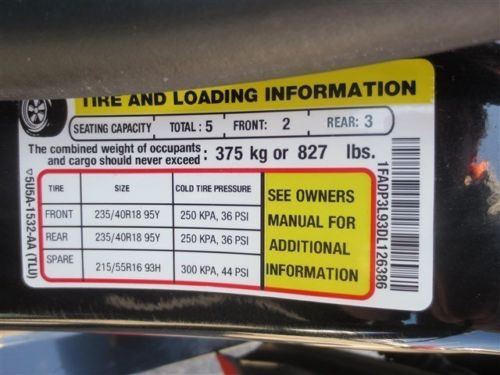 TIRE AND LOADING INFORMATION
SEATING CAPACITY TOTAL : 5 FRONT: 2 REAR: 3
The combined weight of occupants
and cargo should never exceed : 375 kg or 827 lbs.
TIRE SIZE COLD TIRE PRESSURE
FRONT 235/40R18 95Y 250 KPA, 36 PSI
REAR 235/40R18 95Y 250 KPA, 36 PSI
SPARE 215/55R16 93H 300 KPA, 44 PSI
SEE OWNERS
MANUAL FOR
ADDITIONAL
INFORMATION
5U5A-1532-AA (TLU)
1FADP3L93DL126386